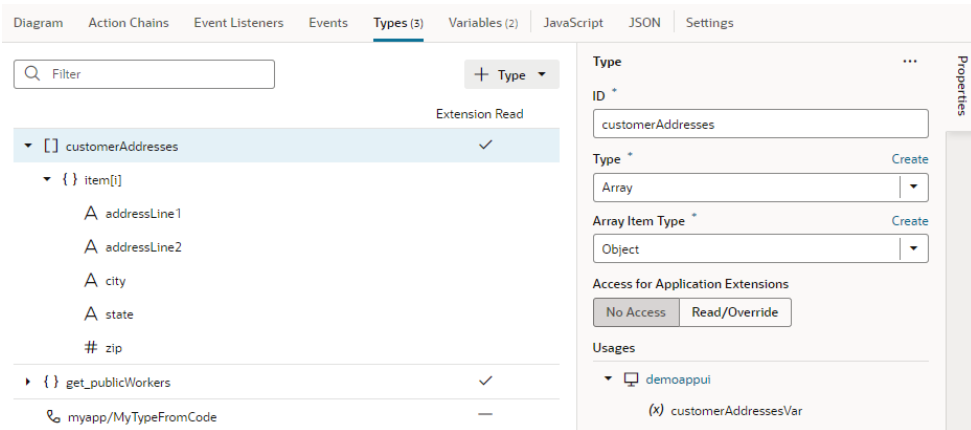 Diagram Action Chains Event Listeners Events Types (3) Variables (2) JavaScript JSON Settings
Filter
+ Type
Extension Read
[] customerAddresses
{ } item[i]
A addressLine1
A addressLine2
A city
A state
# zip
{ } get_publicWorkers
myapp/MyTypeFromCode
Type
ID *
customerAddresses
Type * Create
Array
Array Item Type * Create
Object
Access for Application Extensions
No Access Read/Override
Usages
demoappui
(x) customerAddressesVar
Properties